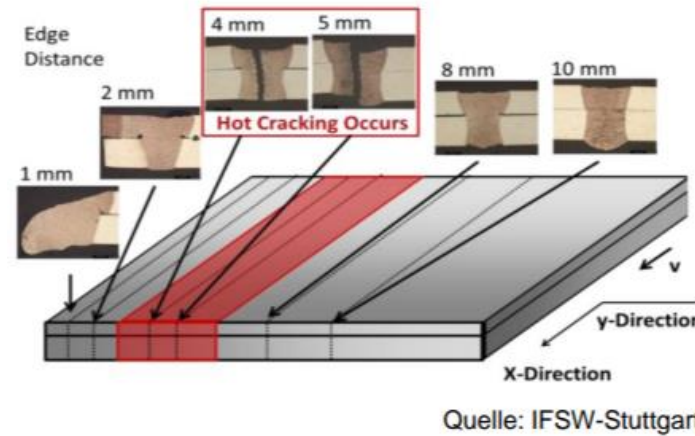 Edge
Distance
4 mm
5 mm
2 mm
8 mm
10 mm
Hot Cracking Occurs
1 mm
v
y-Direction
X-Direction
Quelle: IFSW-Stuttgar